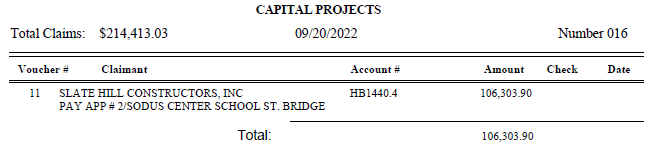 CAPITAL PROJECTS
Total Claims: $214,413.03 09/20/2022 Number 016
Voucher # Claimant Account # Amount Check Date
11 SLATE HILL CONSTRUCTORS, INC HB1440.4 106,303.90
PAY APP # 2/SODUS CENTER SCHOOL ST. BRIDGE
Total: 106,303.90